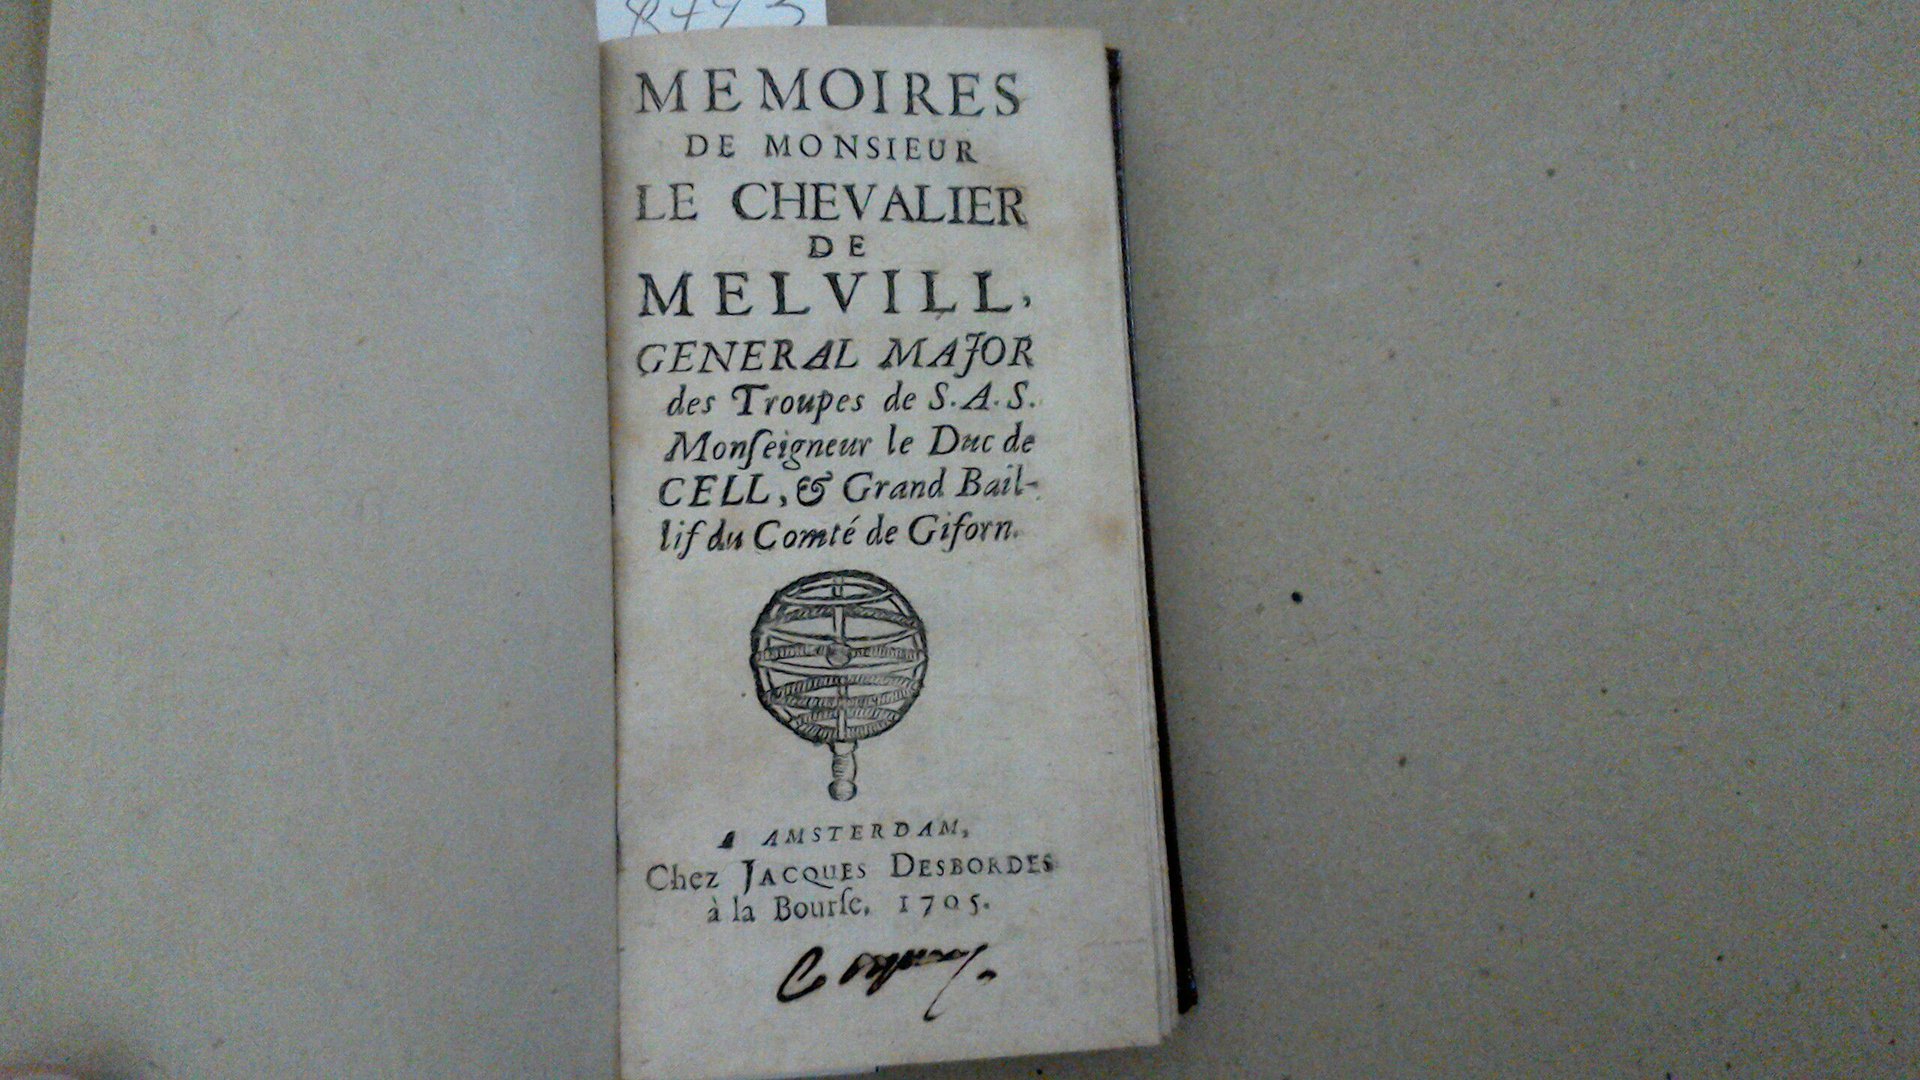 MEMOIRES
DE MONSIEUR
LE CHEVALIER
DE
MELVILL,
GENERAL MAJOR
des Troupes de S. A. S.
Monſeigneur le Duc de
CELL, & Grand Bail-
lif du Comté de Giforn.
A AMSTERDAM,
Chez JACQUES DESBORDES
à la Bourſe, 1705.